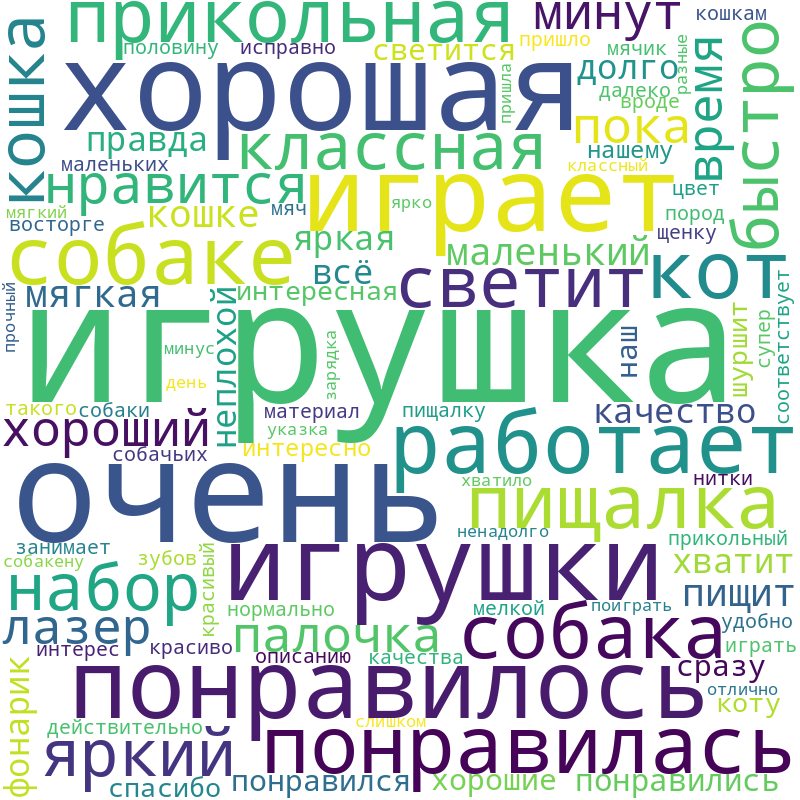 прикольная
минут
кошкам
половину
исправно
светится
пришло
мячик
разные
кошка
хорошая
пришла
долго
далеко
вроде
время
быстро
правда
классная
пока
нашему
маленьких
нравится
играет
классный
цвет
мягкий
восторге
кошке
мяч
ярко
пород
щенку
собаке
яркая
всё
маленький
кот
прочный
мягкая
неплохой
интересная
светит
наш
шуршит
супер
соответствует
игрушка
минус
зарядка
день
такого
собаки
материал
пищалку
качество
хороший
собачьих
указка
интересно
работает
очень
хватило
нитки
пищалка
занимает
ненадолго
прикольный
собакену
зубов
красивый
игрушки
хватит
набор
нормально
мелкой
поиграть
пищит
лазер
палочка
собака
удобно
интерес
красиво
описанию
качества
играть
сразу
фонарик
понравилось
отлично
коту
действительно
слишком
яркий
понравилась
спасибо
понравился
хорошие
понравились